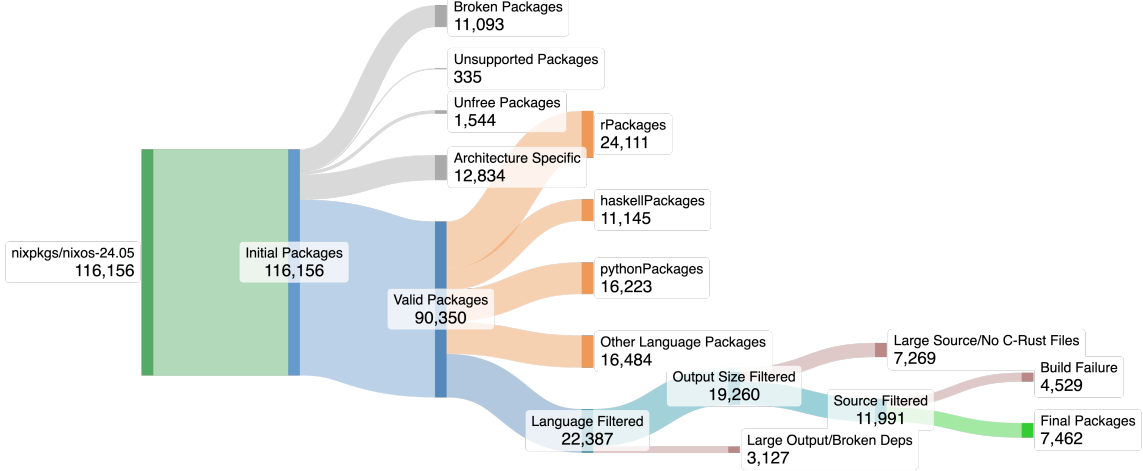 nixpkgs/nixos-24.05
116,156
Initial Packages
116,156
Broken Packages
11,093
Unsupported Packages
335
Unfree Packages
1,544
Architecture Specific
12,834
Valid Packages
90,350
rPackages
24,111
haskellPackages
11,145
pythonPackages
16,223
Other Language Packages
16,484
Language Filtered
22,387
Output Size Filtered
19,260
Large Output/Broken Deps
3,127
Large Source/No C-Rust Files
7,269
Source Filtered
11,991
Build Failure
4,529
Final Packages
7,462